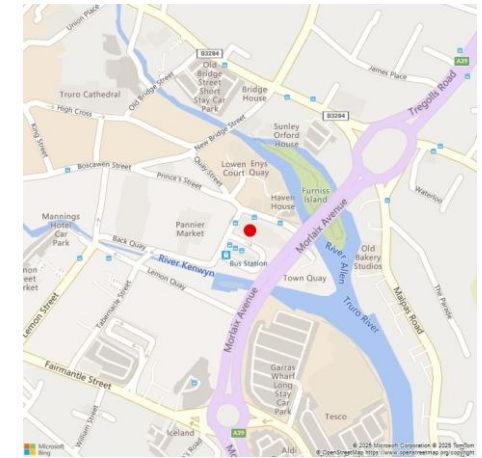 Union Place
B3284
Old
Bridge
Street
Short
Stay Car
Park
A39
James Place
Tregolls Road
Truro Cathedral
Old Bridge Street
Bridge
House
High Cross
B3284
King Street
New Bridge Street
Sunley
Orford
House
Boscawen Street
Quay Street
Lowen
Court
Enys
Quay
Prince's Street
Furniss
Island
Waterloo
Haven
House
Mannings
Hotel
Car
Park
Pannier
Market
Morlaix Avenue
Back Quay
River Allen
Old
Bakery
Studios
River Kenwyn
Bus Station
Town Quay
The Parade
Lemon Quay
Lemon Street
Tabernacle Street
Truro River
Malpas Road
Morlaix Avenue
Fairmantle Street
Garras
Wharf
Long
Stay
Car
Park
William Street
Tesco
Iceland
A39
Aldi
Microsoft
Bing
© 2025 Microsoft Corporation © 2025 TomTom
© OpenStreetMap https://www.openstreetmap.org/copyright